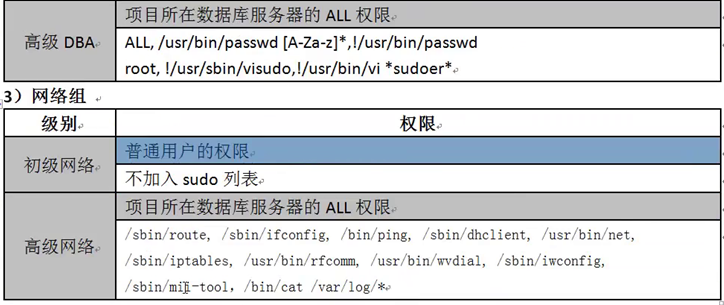 项目所在数据库服务器的 ALL 权限
高级 DBA
ALL, /usr/bin/passwd [A-Za-z]*,!/usr/bin/passwd
root, !/usr/sbin/visudo,!/usr/bin/vi *sudoer*
3）网络组
级别 权限
初级网络
普通用户的权限
不加入 sudo 列表
高级网络
项目所在数据库服务器的 ALL 权限
/sbin/route, /sbin/ifconfig, /bin/ping, /sbin/dhclient, /usr/bin/net,
/sbin/iptables, /usr/bin/rfcomm, /usr/bin/wvdial, /sbin/iwconfig,
/sbin/mii-tool, /bin/cat /var/log/*